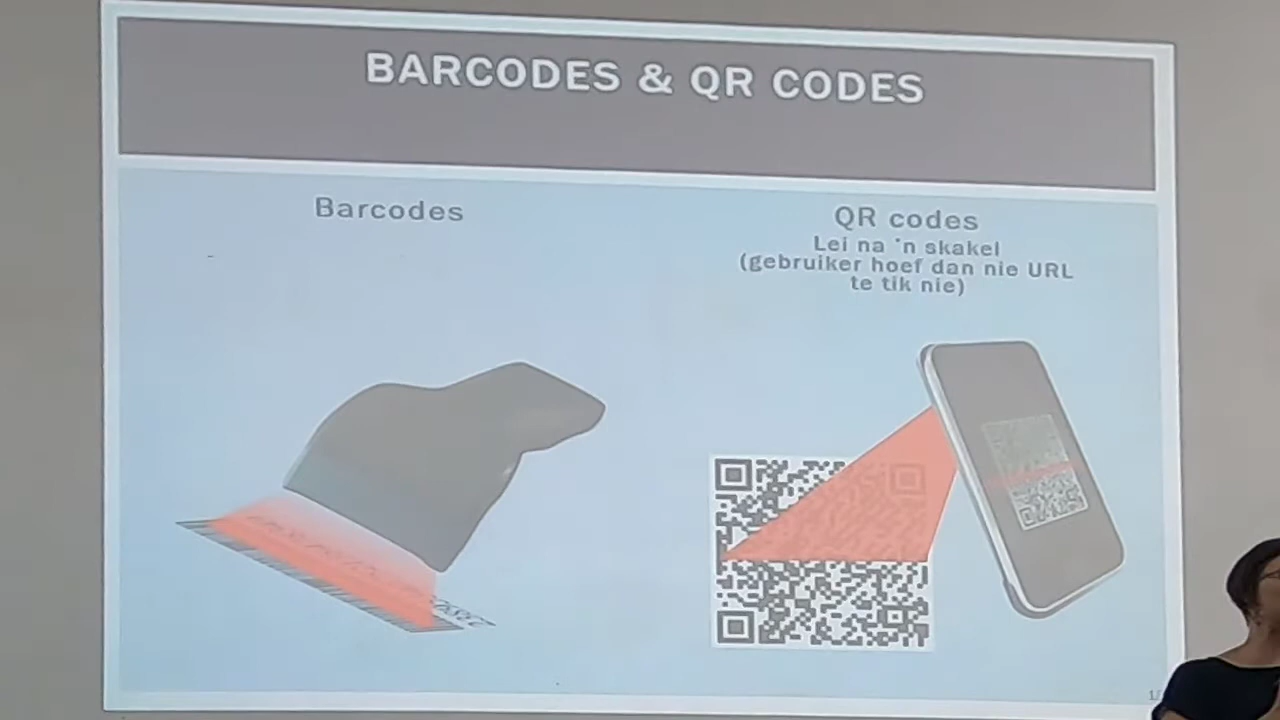 BARCODES & QR CODES
Barcodes
QR codes
Lei na 'n skakel
(gebruiker hoef dan nie URL
te tik nie)